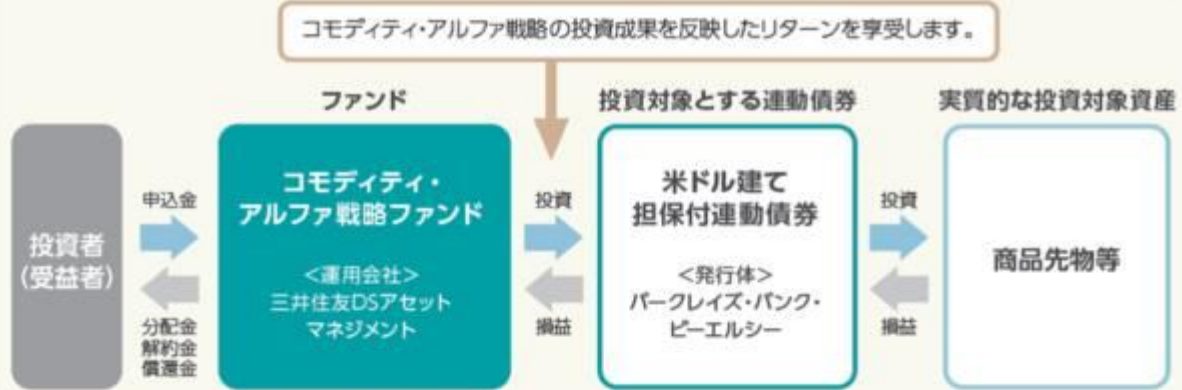 コモディティ・アルファ戦略の投資成果を反映したリターンを享受します。
ファンド
投資対象とする連動債券
実質的な投資対象資産
投資者
(受益者)
申込金
分配金
解約金
償還金
コモディティ・
アルファ戦略ファンド
<運用会社>
三井住友DSアセット
マネジメント
投資
損益
米ドル建て
担保付連動債券
<発行体>
バークレイズ・バンク・
ピーエルシー
投資
損益
商品先物等